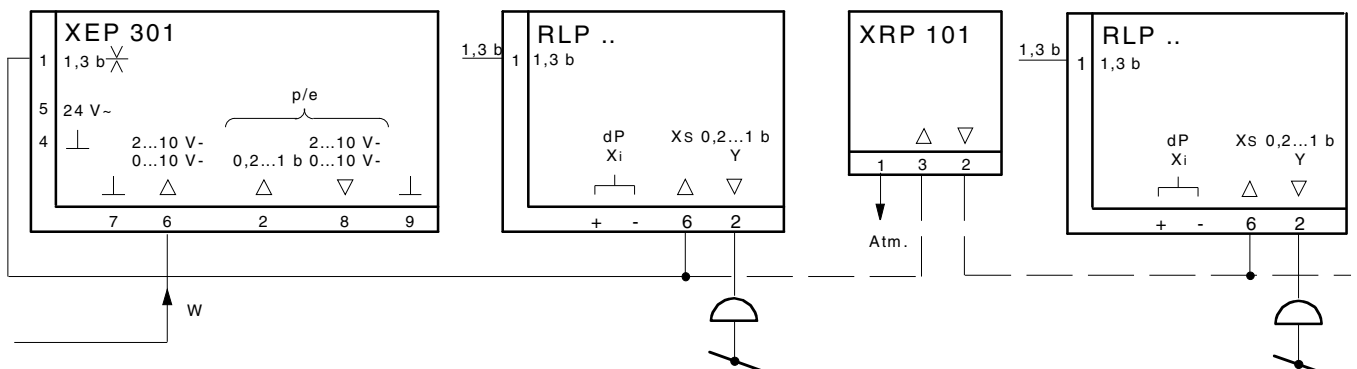 XEP 301
1 1,3 b
5 24 V~
4
p/e
2...10 V- 2...10 V-
0...10 V- 0,2...1 b 0...10 V-
7 6 2 8 9
W
1,3 b
RLP ..
1 1,3 b
dP Xs 0,2...1 b
Xi Y
+ - 6 2
XRP 101
1 3 2
Atm.
1,3 b
RLP ..
1 1,3 b
dP Xs 0,2...1 b
Xi Y
+ - 6 2